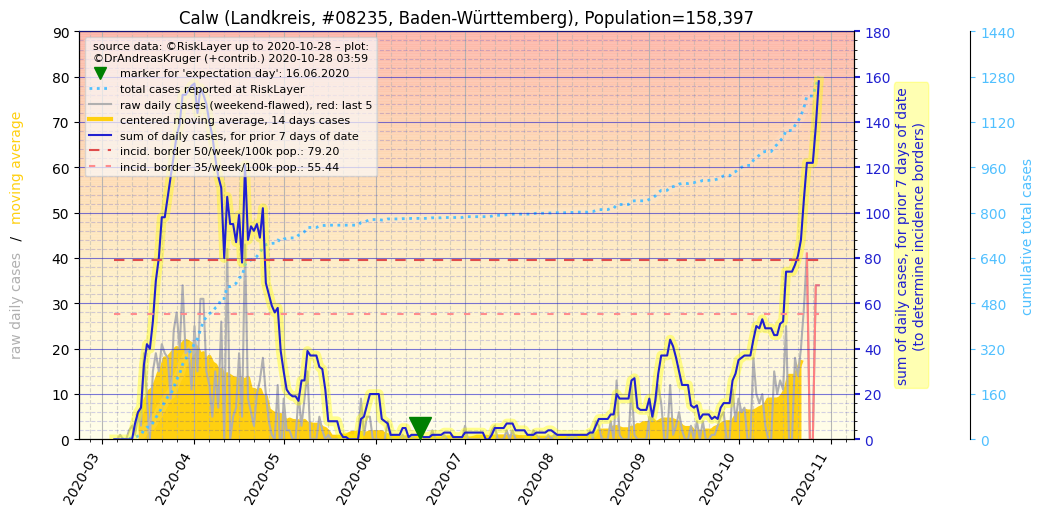 Calw (Landkreis, #08235, Baden-Württemberg), Population=158,397
source data: ©RiskLayer up to 2020-10-28 – plot:
©DrAndreasKruger (+contrib.) 2020-10-28 03:59
marker for 'expectation day': 16.06.2020
total cases reported at RiskLayer
raw daily cases (weekend-flawed), red: last 5
centered moving average, 14 days cases
sum of daily cases, for prior 7 days of date
incid. border 50/week/100k pop.: 79.20
incid. border 35/week/100k pop.: 55.44
raw daily cases / moving average
90
80
70
60
50
40
30
20
10
0
180
160
140
120
100
80
60
40
20
0
sum of daily cases, for prior 7 days of date
(to determine incidence borders)
1440
1280
1120
960
800
640
480
320
160
0
cumulative total cases
2020-03
2020-04
2020-05
2020-06
2020-07
2020-08
2020-09
2020-10
2020-11